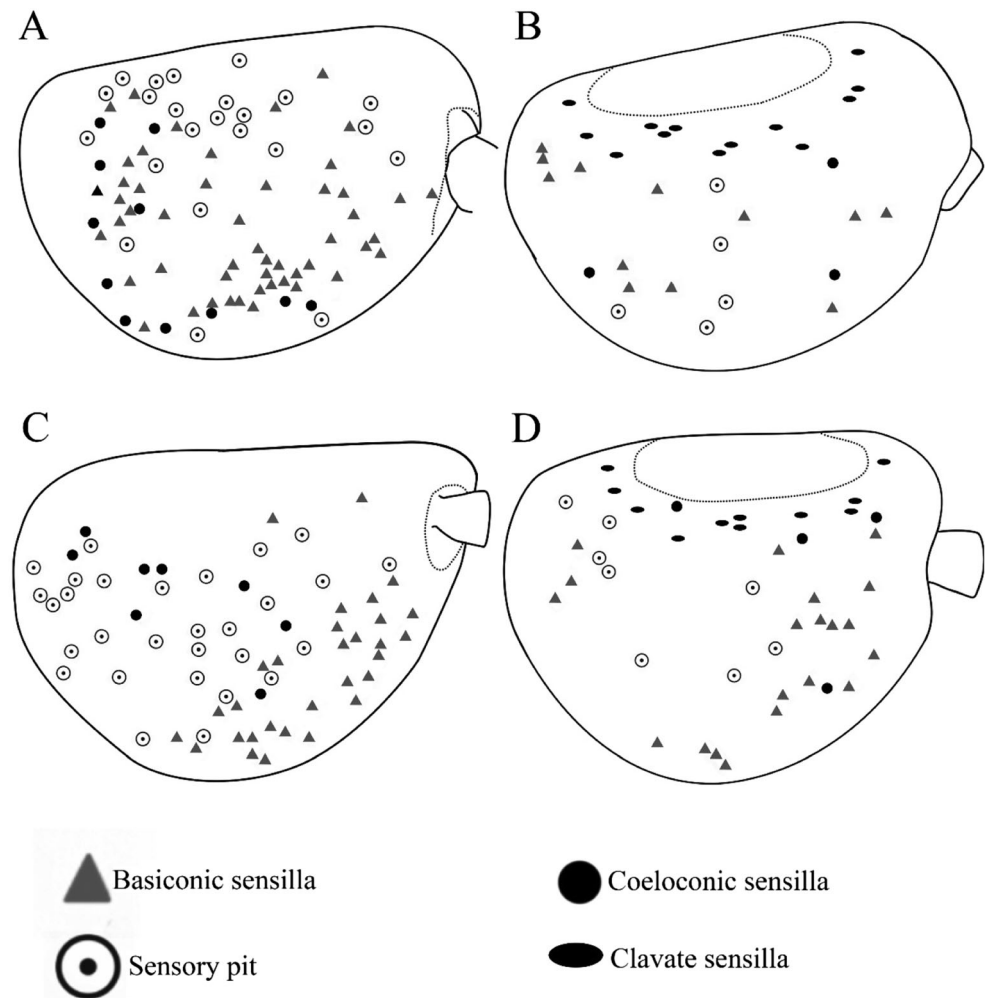 A
B
C
D
Basiconic sensilla
Coeloconic sensilla
Sensory pit
Clavate sensilla